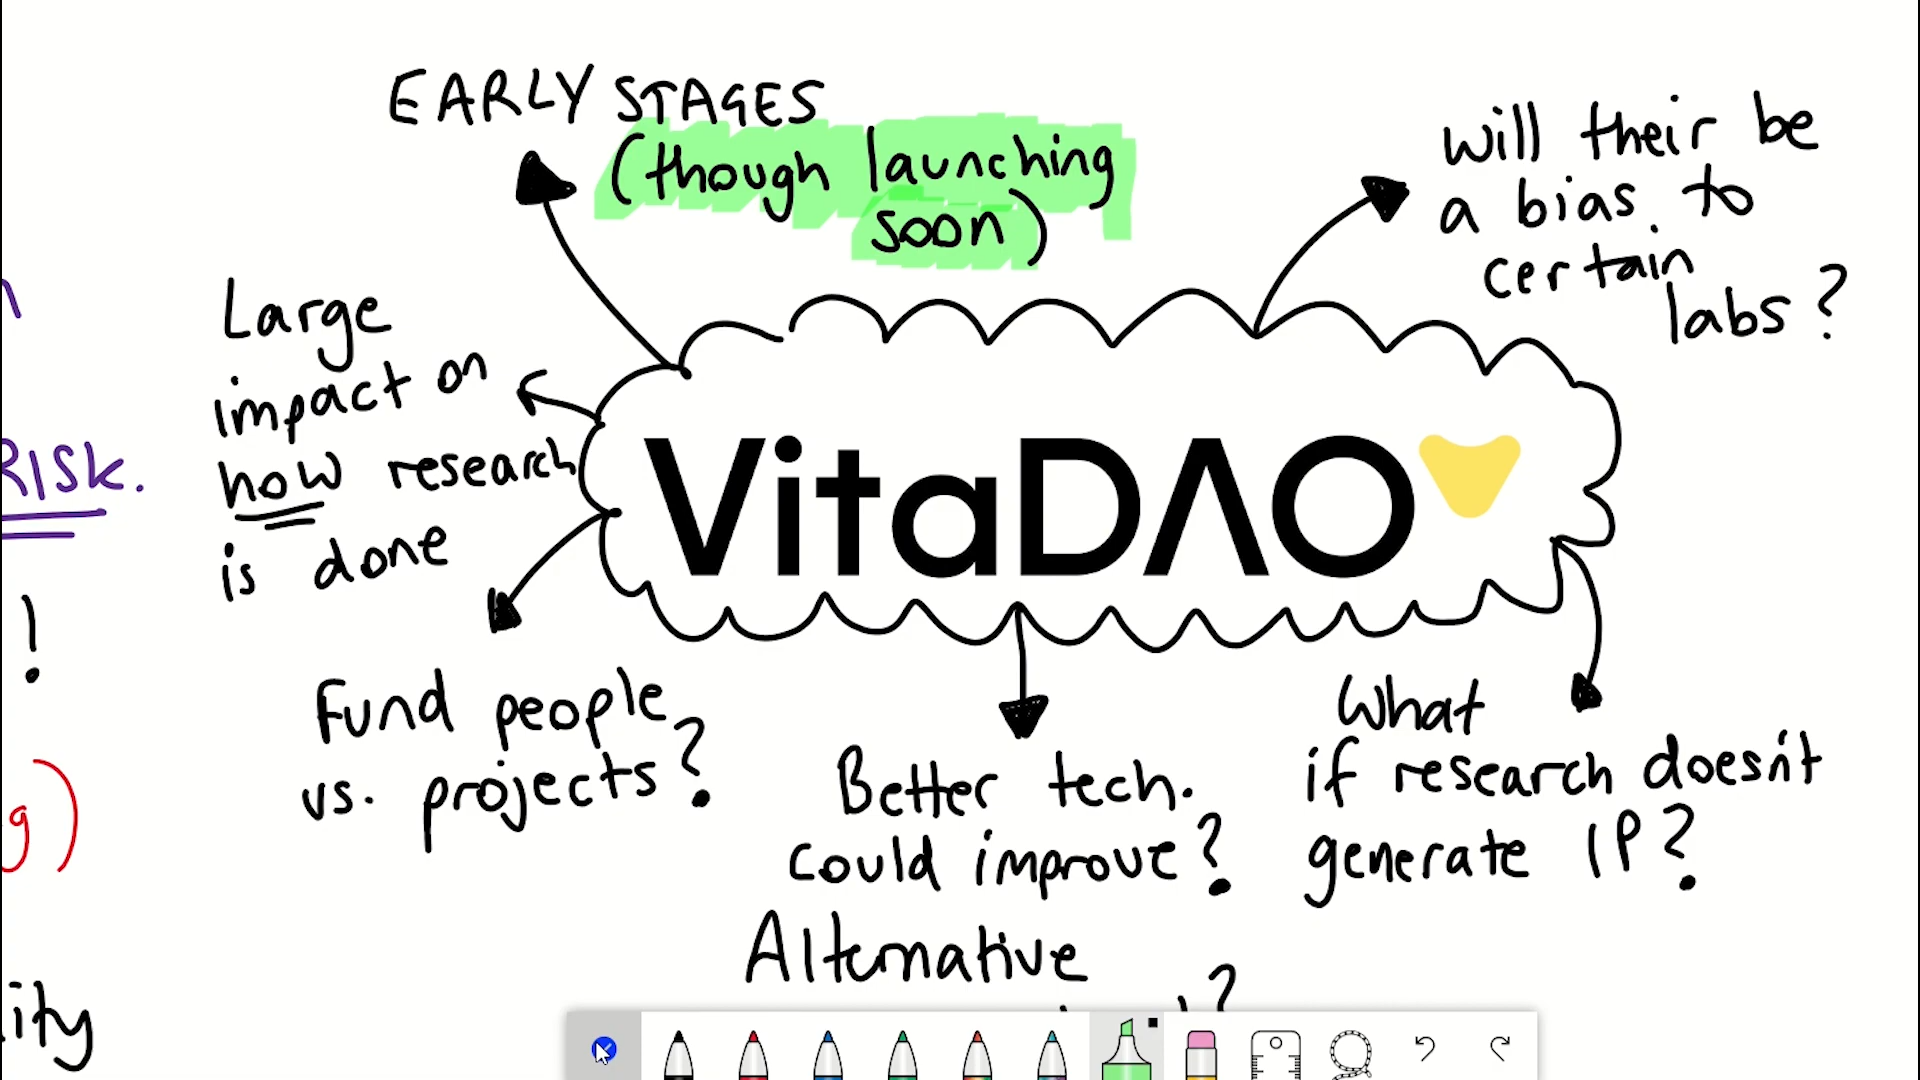 EARLY STAGES
(though launching
soon)
Will their be
a bias to
certain
labs?
Large
impact on
how research
is done
RISK.
!
VitaDAO
Fund people
vs. projects?
Better tech.
could improve?
What
if research doesn't
generate IP?
g)
Alternative
?
lity